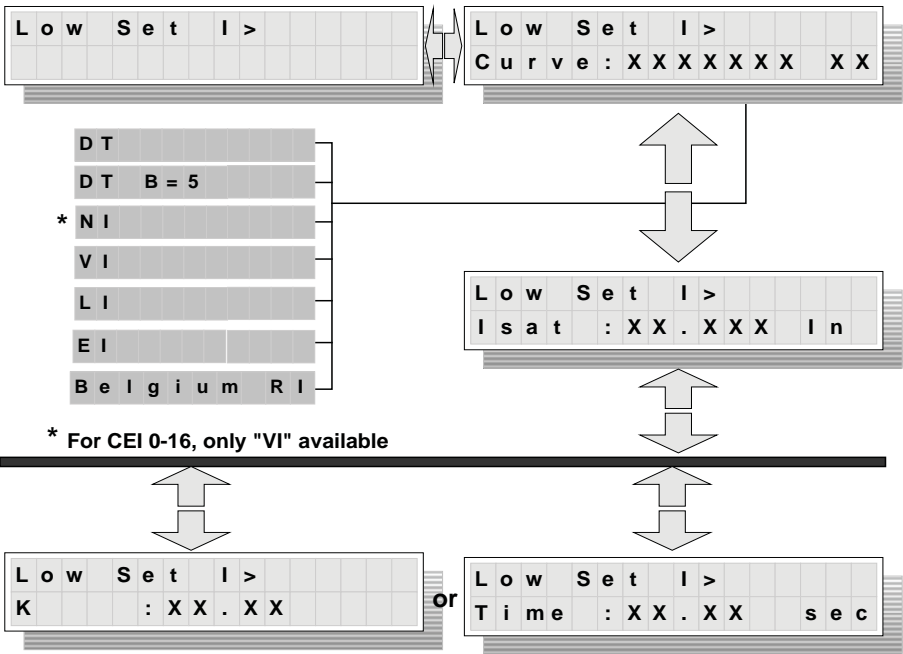 Low Set I>
Low Set I>
Curve:XXXXXXX XX
DT
DT B=5
* NI
VI
LI
EI
Belgium RI
Low Set I>
Isat :XX.XXX In
* For CEI 0-16, only "VI" available
Low Set I>
K :XX.XX
or
Low Set I>
Time :XX.XX sec